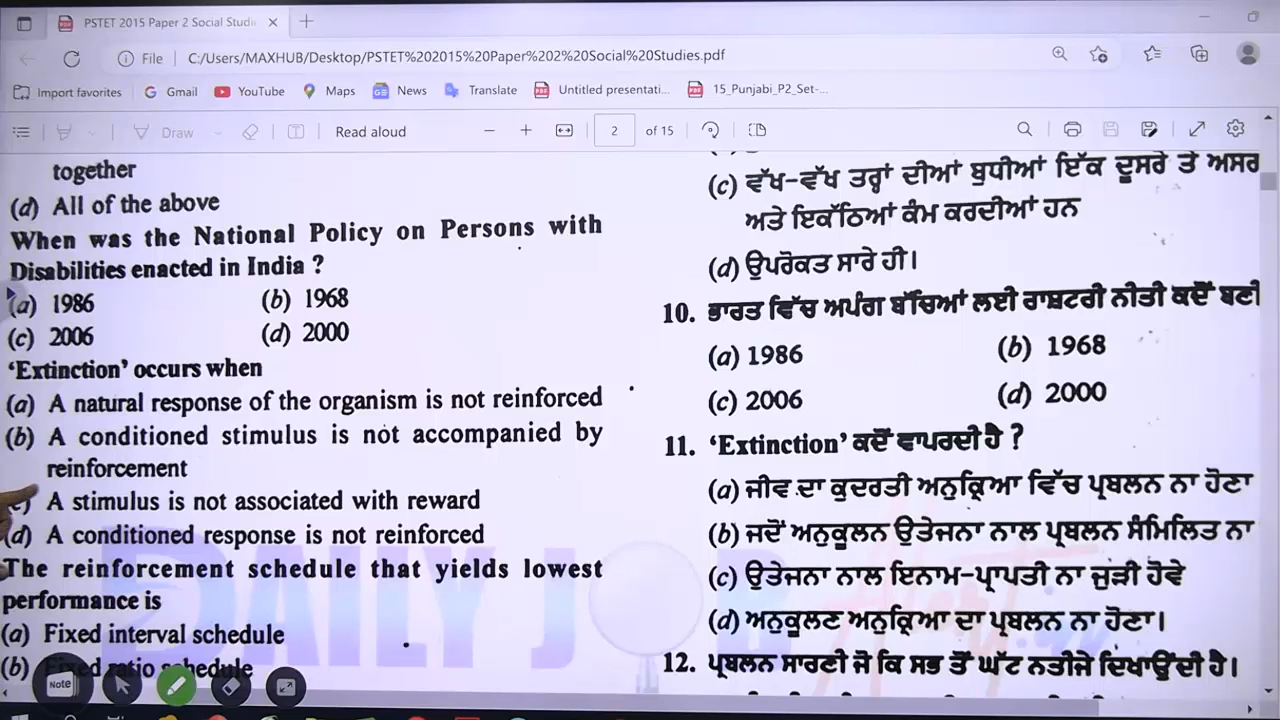 PSTET 2015 Paper 2 Social Studi
File
C:/Users/MAXHUB/Desktop/PSTET%202015%20Paper%202%20Social%20Studies.pdf
Import favorites
Gmail
YouTube
Maps
News
Translate
Untitled presentati...
15_Punjabi_P2_Set-...
Draw
Read aloud
2
of 15
together
(d) All of the above
When was the National Policy on Persons with
Disabilities enacted in India ?
(a) 1986 (b) 1968
(c) 2006 (d) 2000
‘Extinction’ occurs when
(a) A natural response of the organism is not reinforced
(b) A conditioned stimulus is not accompanied by
reinforcement
A stimulus is not associated with reward
(d) A conditioned response is not reinforced
The reinforcement schedule that yields lowest
performance is
(a) Fixed interval schedule
(b) Fixed ratio schedule
(c) ਵੱਖ-ਵੱਖ ਤਰ੍ਹਾਂ ਦੀਆਂ ਬੁਧੀਆਂ ਇੱਕ ਦੂਸਰੇ ਤੇ ਅਸਰ
ਅਤੇ ਇਕੱਠਿਆਂ ਕੰਮ ਕਰਦੀਆਂ ਹਨ
(d) ਉਪਰੋਕਤ ਸਾਰੇ ਹੀ।
10. ਭਾਰਤ ਵਿੱਚ ਅਪੰਗ ਬੱਚਿਆਂ ਲਈ ਰਾਸ਼ਟਰੀ ਨੀਤੀ ਕਦੋਂ ਬਣੀ
(a) 1986 (b) 1968
(c) 2006 (d) 2000
11. ‘Extinction’ ਕਦੋਂ ਵਾਪਰਦੀ ਹੈ ?
(a) ਜੀਵ ਦਾ ਕੁਦਰਤੀ ਅਨੁਕ੍ਰਿਆ ਵਿੱਚ ਪ੍ਰਬਲਨ ਨਾ ਹੋਣਾ
(b) ਜਦੋਂ ਅਨੁਕੂਲਨ ਉਤੇਜਨਾ ਨਾਲ ਪ੍ਰਬਲਨ ਸੰਮਿਲਿਤ ਨਾ
(c) ਉਤੇਜਨਾ ਨਾਲ ਇਨਾਮ-ਪ੍ਰਾਪਤੀ ਨਾ ਜੁੜੀ ਹੋਵੇ
(d) ਅਨੁਕੂਲਣ ਅਨੁਕ੍ਰਿਆ ਦਾ ਪ੍ਰਬਲਨ ਨਾ ਹੋਣਾ।
12. ਪ੍ਰਬਲਨ ਸਾਰਣੀ ਜੋ ਕਿ ਸਭ ਤੋਂ ਘੱਟ ਨਤੀਜੇ ਦਿਖਾਉਂਦੀ ਹੈ।
DAILY JOB
Alert
Note